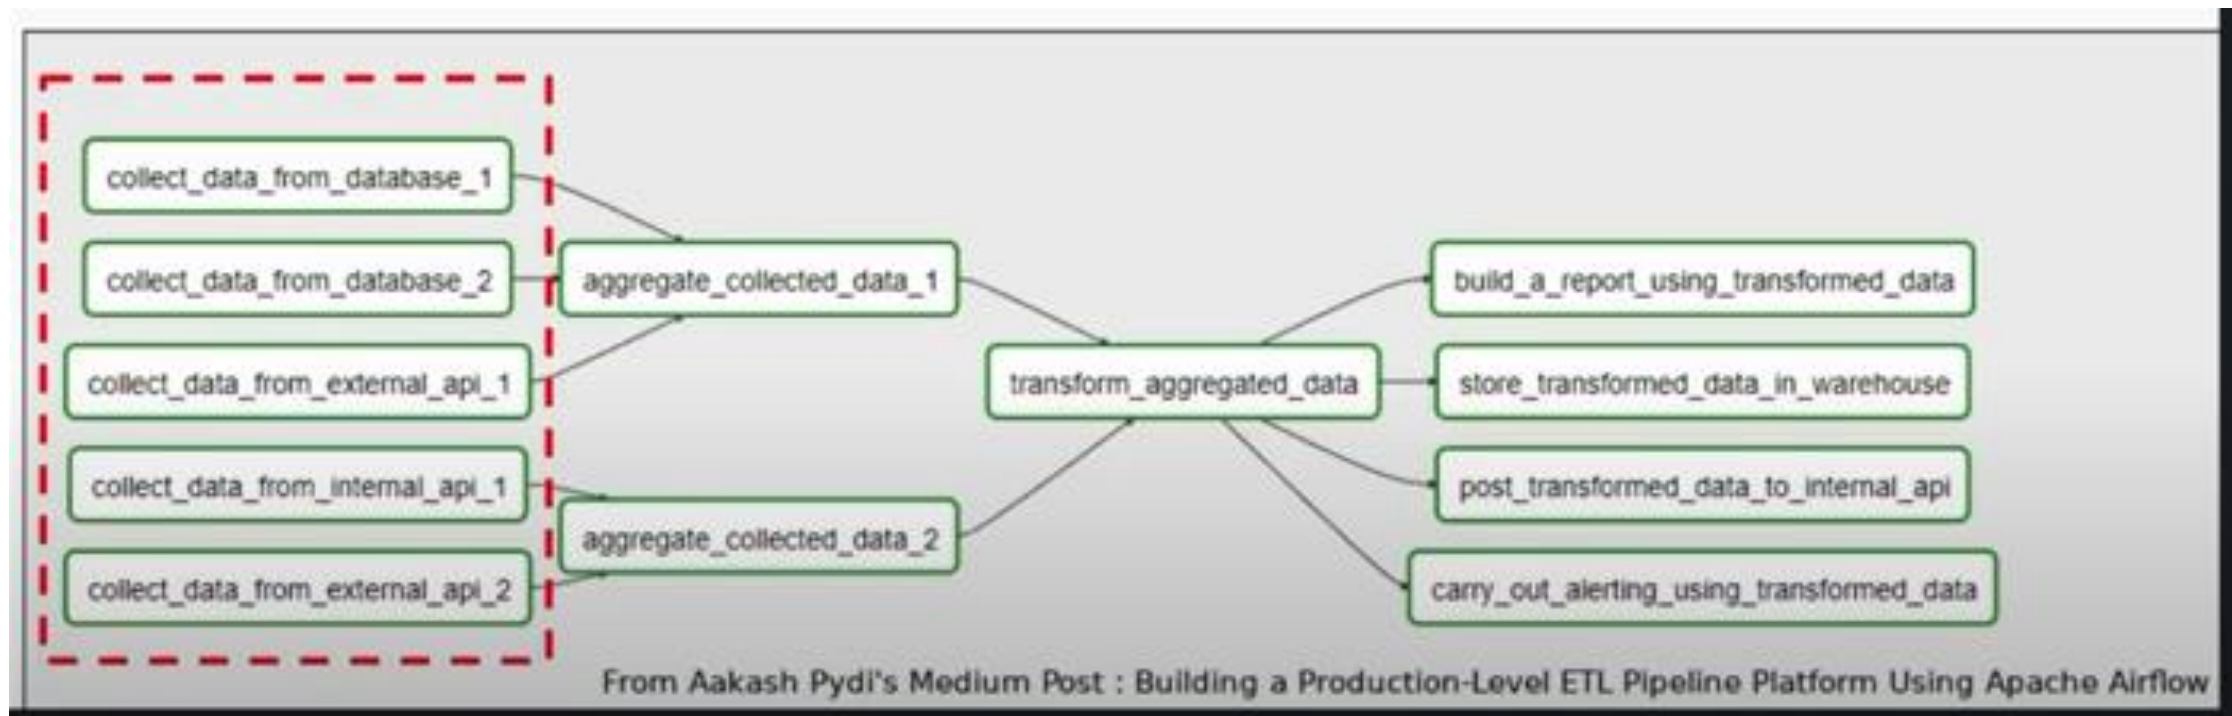 collect_data_from_database_1
collect_data_from_database_2
collect_data_from_external_api_1
collect_data_from_internal_api_1
collect_data_from_external_api_2
aggregate_collected_data_1
aggregate_collected_data_2
transform_aggregated_data
build_a_report_using_transformed_data
store_transformed_data_in_warehouse
post_transformed_data_to_internal_api
carry_out_alerting_using_transformed_data
From Aakash Pydi's Medium Post : Building a Production-Level ETL Pipeline Platform Using Apache Airflow